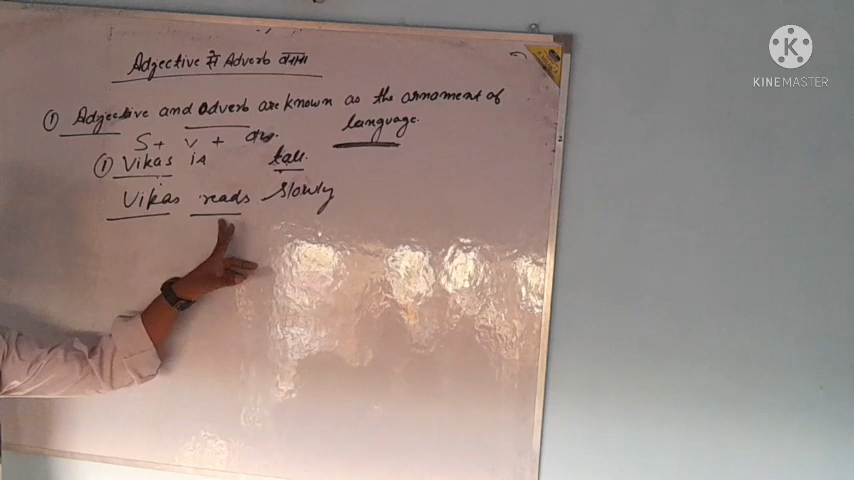 Adjective से Adverb बनाना
① Adjective and adverb are known as the ornament of
language.
S+ V +
① Vikas is tall.
Vikas reads slowly
K
KINEMASTER